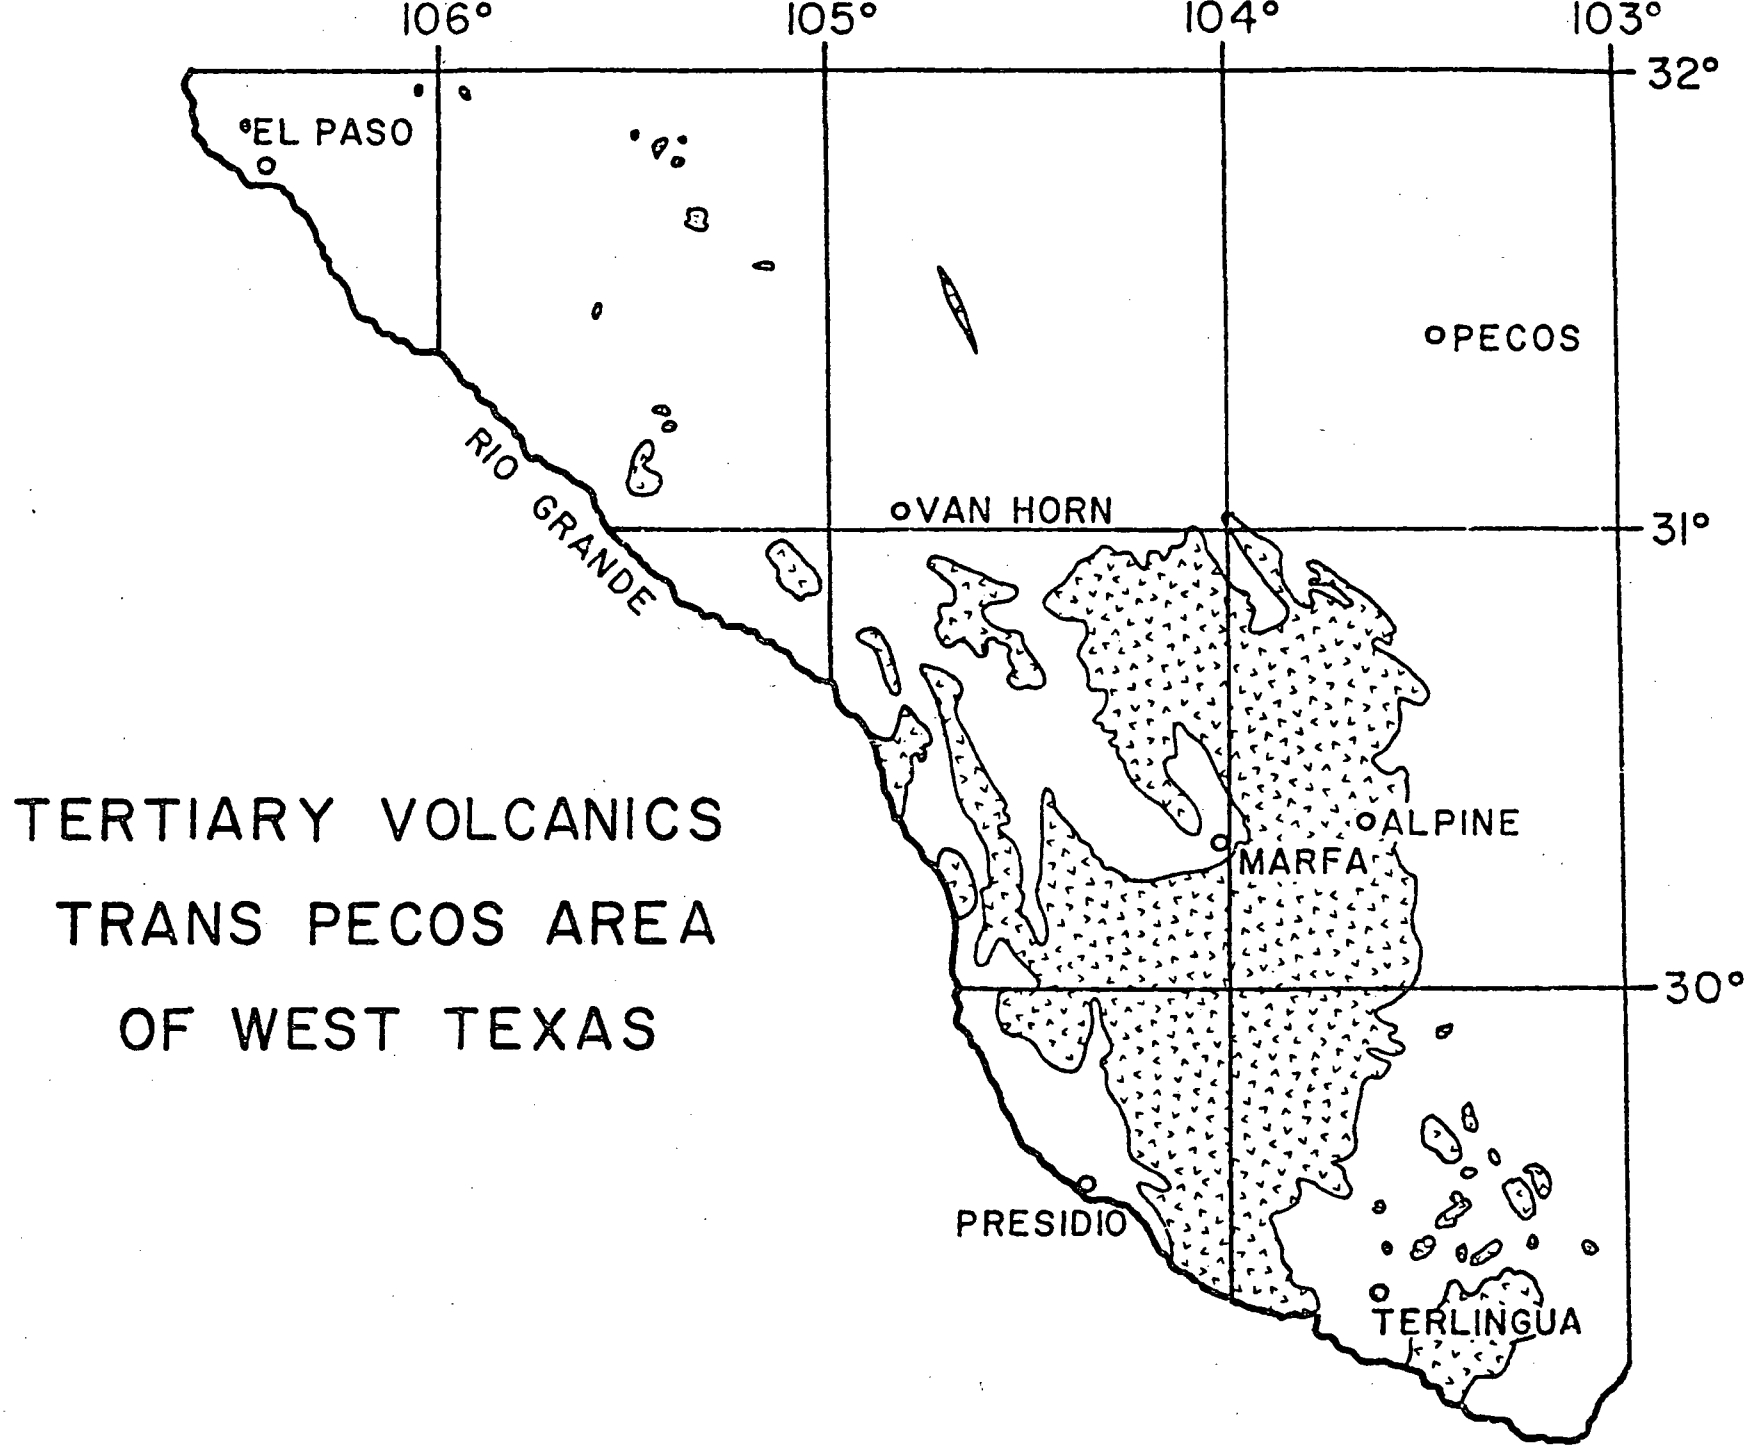 106° 105° 104° 103°
32°
EL PASO
PECOS
RIO GRANDE
VAN HORN
31°
TERTIARY VOLCANICS
TRANS PECOS AREA
OF WEST TEXAS
ALPINE
MARFA
30°
PRESIDIO
TERLINGUA